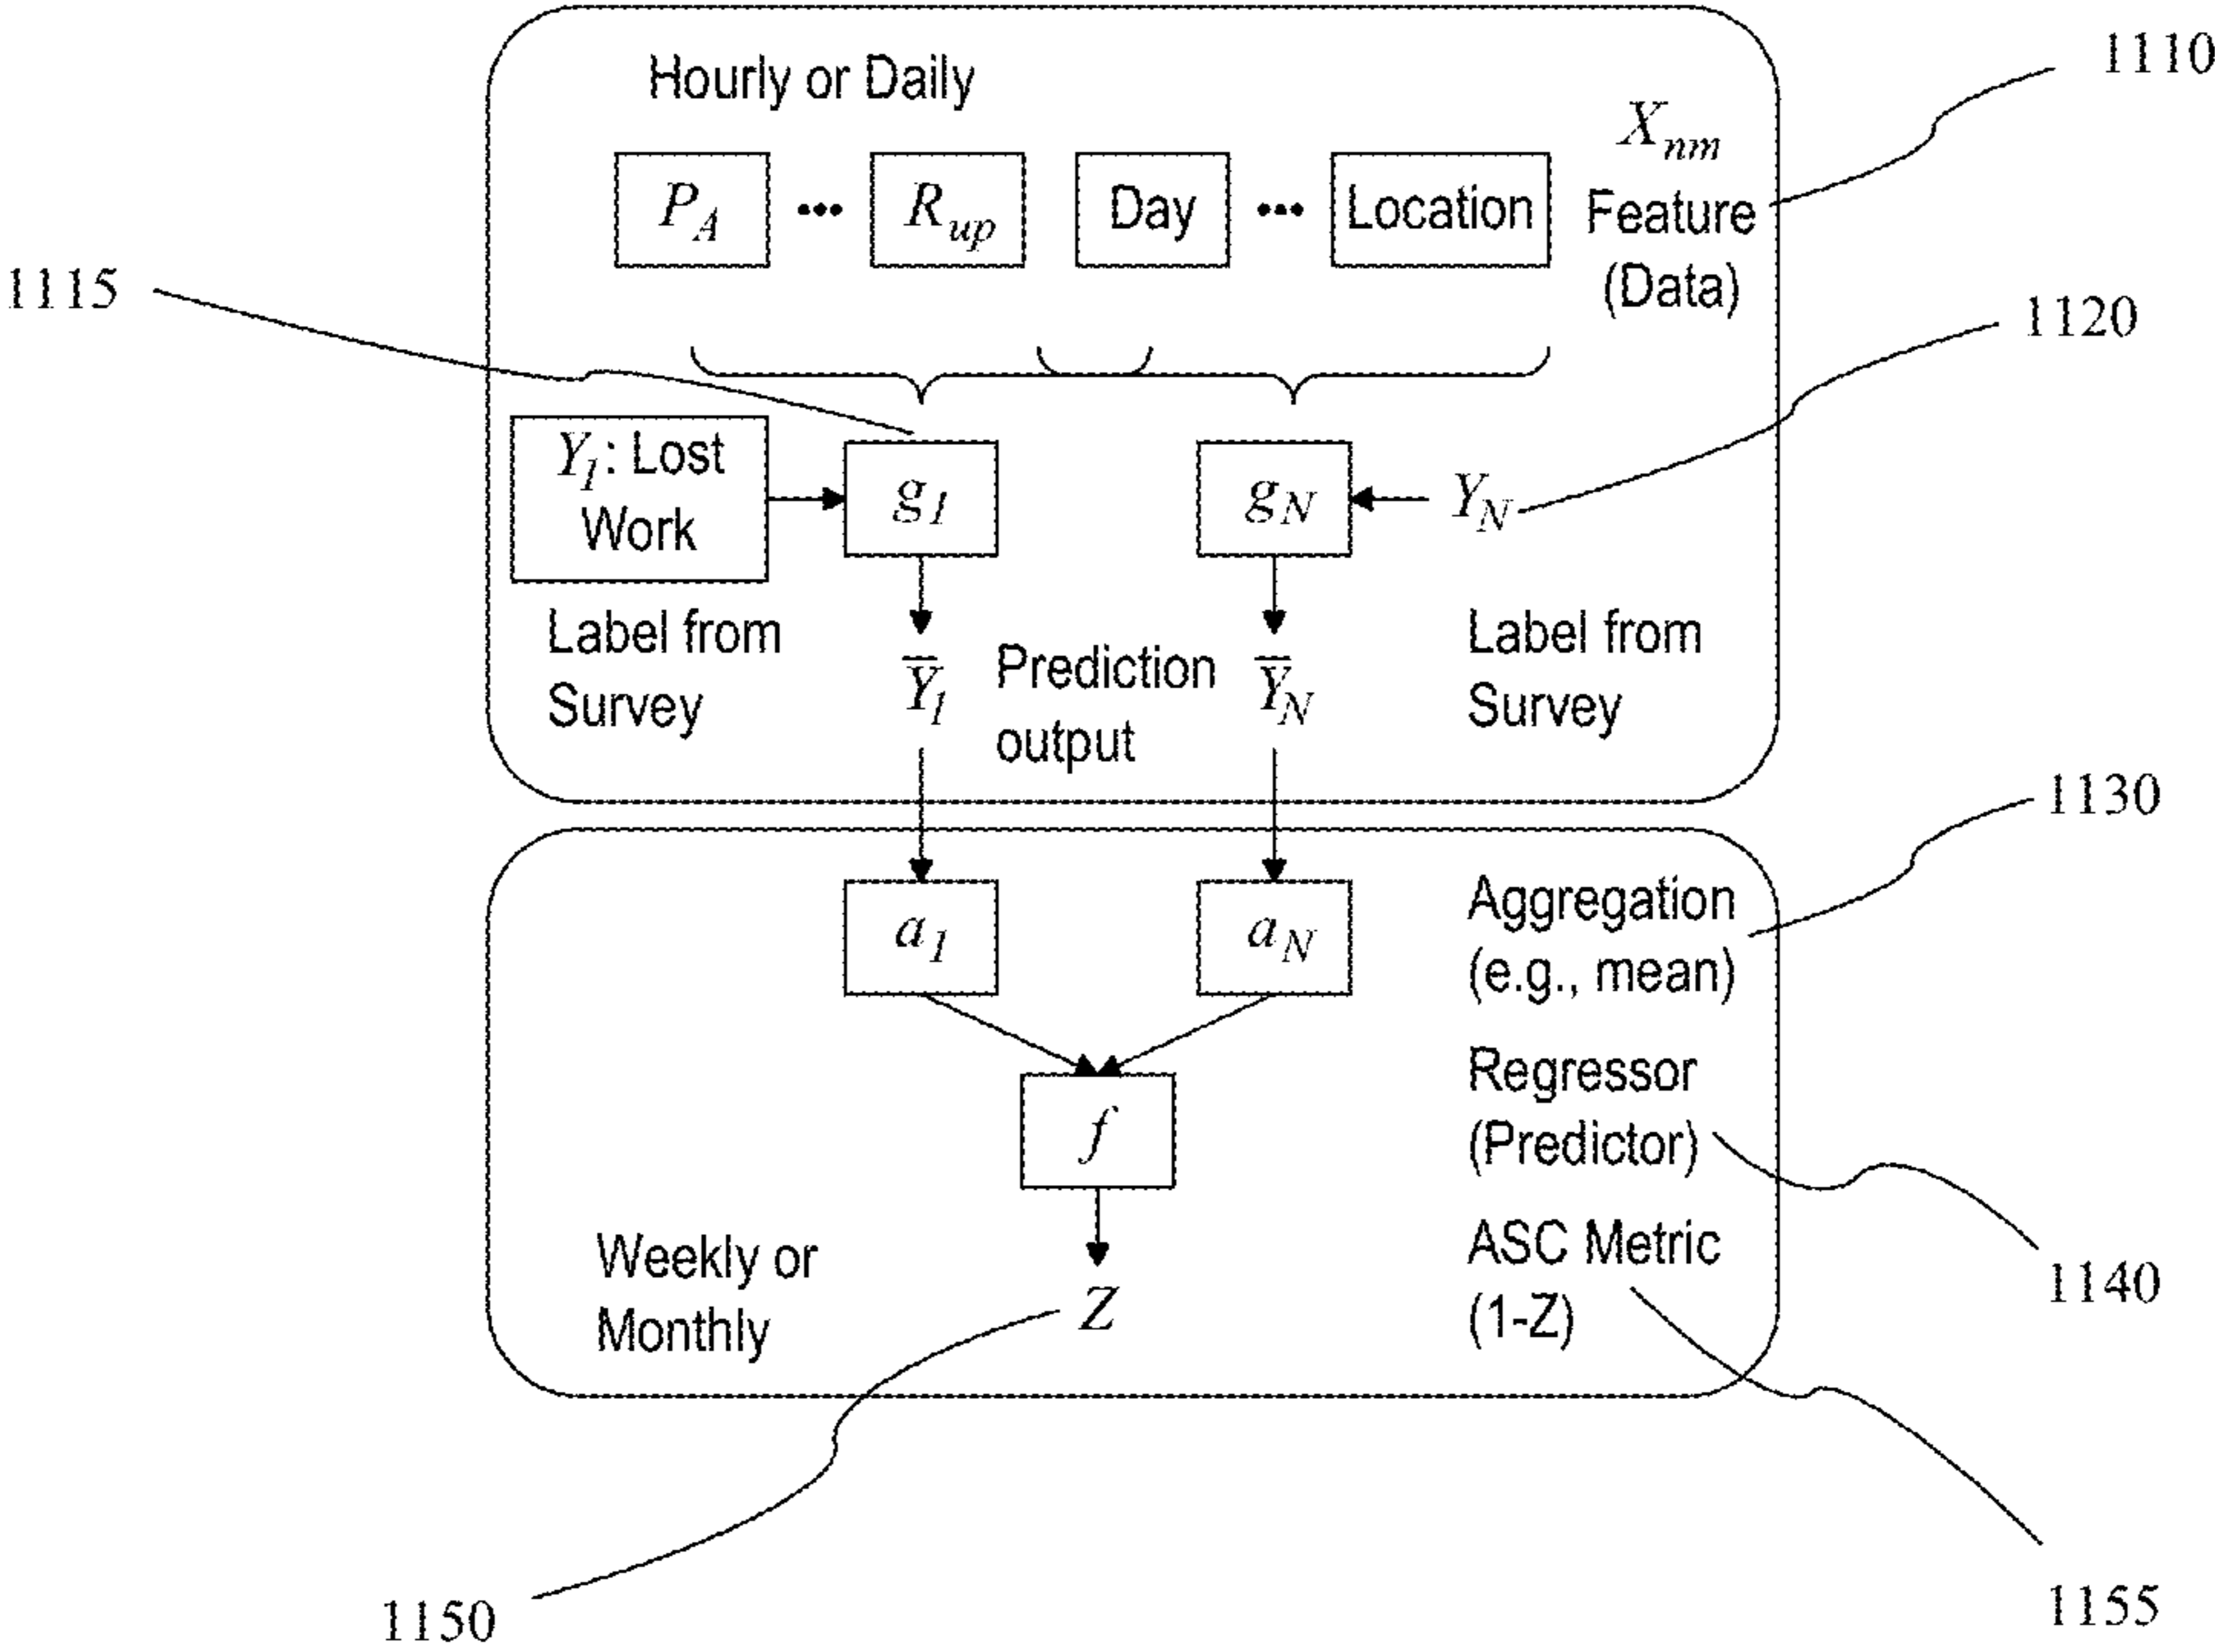 1110
Hourly or Daily
X_nm
P_A ••• R_up Day ••• Location
Feature
(Data)
1115
1120
Y_1: Lost
Work
g_1
g_N
Y_N
Label from
Survey
Y̅_1
Prediction
output
Y̅_N
Label from
Survey
1130
a_1
a_N
Aggregation
(e.g., mean)
f
Regressor
(Predictor)
1140
Weekly or
Monthly
Z
ASC Metric
(1-Z)
1150
1155